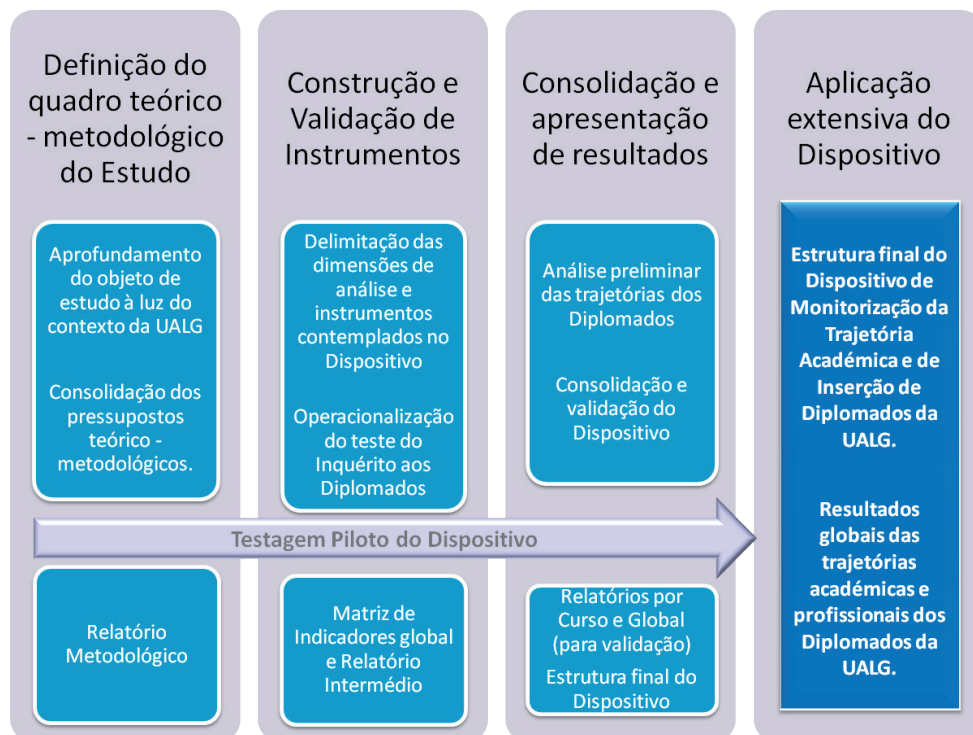 Definição do
quadro teórico
- metodológico
do Estudo
Aprofundamento
do objeto de
estudo à luz do
contexto da UALG
Consolidação dos
pressupostos
teórico -
metodológicos.
Relatório
Metodológico
Construção e
Validação de
Instrumentos
Delimitação das
dimensões de
análise e
instrumentos
contemplados no
Dispositivo
Operacionalização
do teste do
Inquérito aos
Diplomados
Matriz de
Indicadores global
e Relatório
Intermédio
Consolidação e
apresentação
de resultados
Análise preliminar
das trajetórias dos
Diplomados
Consolidação e
validação do
Dispositivo
Relatórios por
Curso e Global
(para validação)
Estrutura final do
Dispositivo
Testagem Piloto do Dispositivo
Aplicação
extensiva do
Dispositivo
Estrutura final do
Dispositivo de
Monitorização da
Trajetória
Académica e de
Inserção de
Diplomados da
UALG.
Resultados
globais das
trajetórias
académicas e
profissionais dos
Diplomados da
UALG.